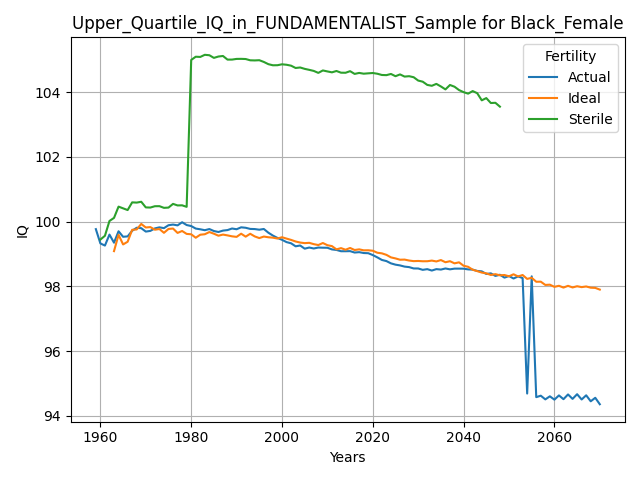 Upper_Quartile_IQ_in_FUNDAMENTALIST_Sample for Black_Female
Fertility
Actual
Ideal
Sterile
IQ
104
102
100
98
96
94
1960
1980
2000
2020
2040
2060
Years